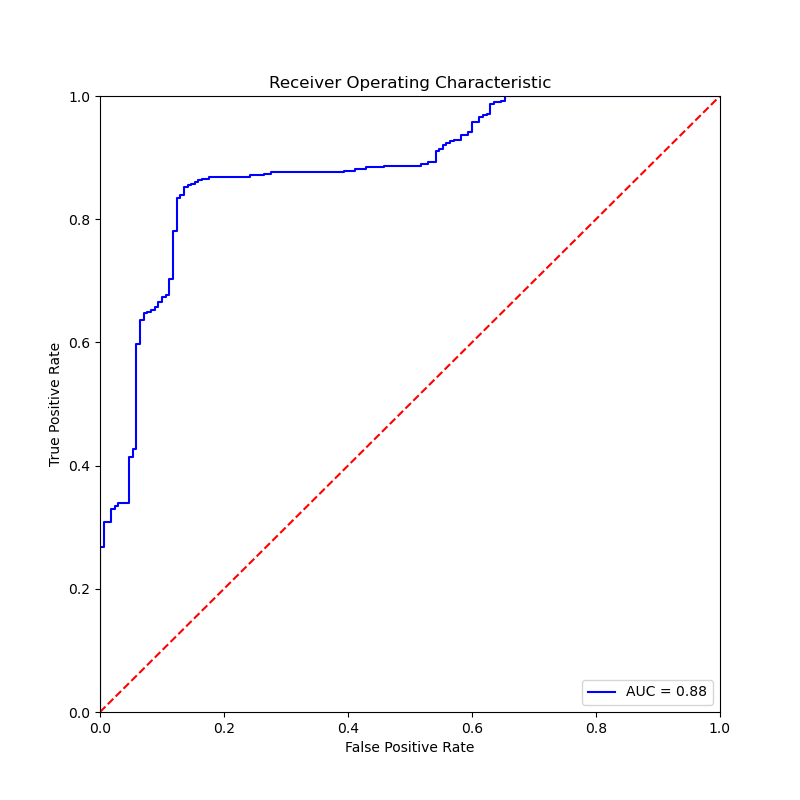 Receiver Operating Characteristic
True Positive Rate
1.0
0.8
0.6
0.4
0.2
0.0
0.0 0.2 0.4 0.6 0.8 1.0
False Positive Rate
AUC = 0.88